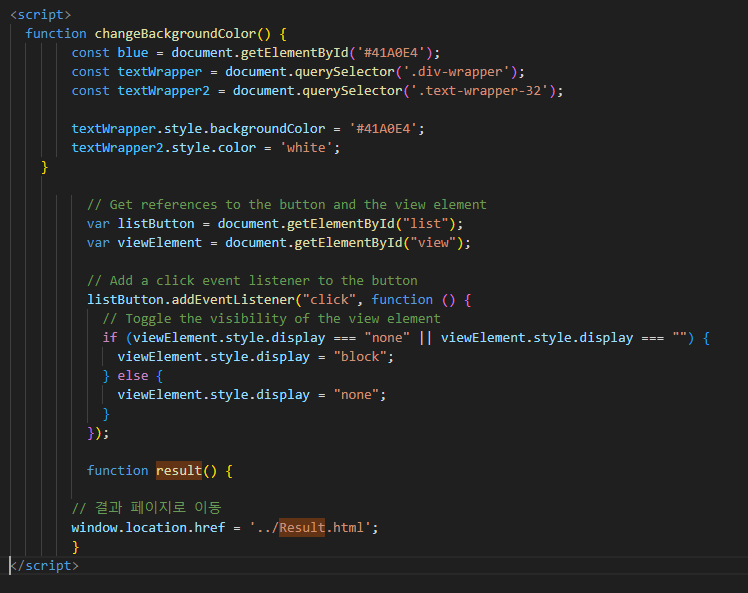 <script>
function changeBackgroundColor() {
const blue = document.getElementById('#41A0E4');
const textWrapper = document.querySelector('.div-wrapper');
const textWrapper2 = document.querySelector('.text-wrapper-32');
textWrapper.style.backgroundColor = '#41A0E4';
textWrapper2.style.color = 'white';
}
// Get references to the button and the view element
var listButton = document.getElementById("list");
var viewElement = document.getElementById("view");
// Add a click event listener to the button
listButton.addEventListener("click", function () {
// Toggle the visibility of the view element
if (viewElement.style.display === "none" || viewElement.style.display === "") {
viewElement.style.display = "block";
} else {
viewElement.style.display = "none";
}
});
function result() {
// 결과 페이지로 이동
window.location.href = '../Result.html';
}
</script>